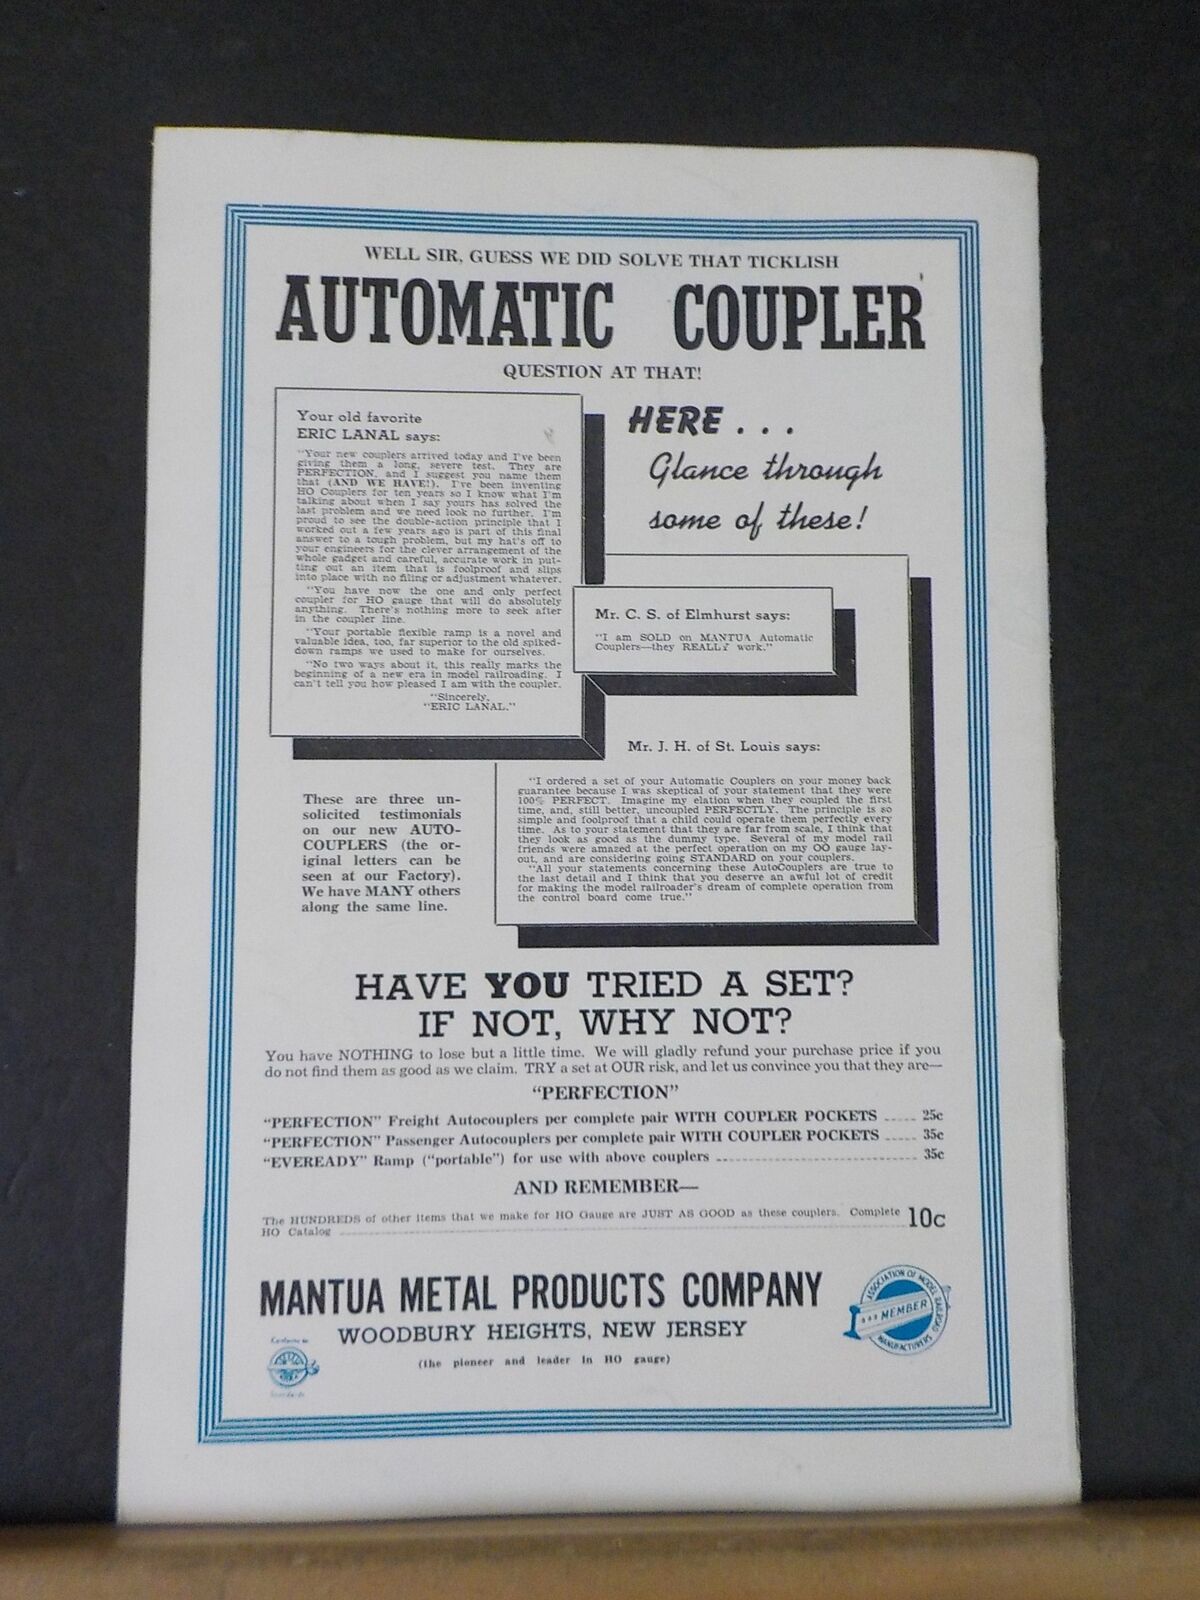 WELL SIR, GUESS WE DID SOLVE THAT TICKLISH
AUTOMATIC COUPLER
QUESTION AT THAT!
Your old favorite
ERIC LANAL says:
"Your new couplers arrived today and I've been
giving them a long, severe test. They are
PERFECTION, and I suggest you name them
that (AND WE HAVE!). I've been inventing
HO Couplers for ten years so I know what I'm
talking about when I say yours has solved the
last problem and we need look no further. I'm
proud to see the double-action principle that I
worked out a few years ago is part of this final
answer to a tough problem, but my hat's off to
your engineers for the clever arrangement of the
whole gadget and careful, accurate work in put-
ting out an item that is foolproof and slips
into place with no filing or adjustment whatever.
"You have now the one and only perfect
coupler for HO gauge that will do absolutely
anything. There's nothing more to seek after
in the coupler line.
"Your portable flexible ramp is a novel and
valuable idea, too, far superior to the old spiked-
down ramps we used to make for ourselves.
"No two ways about it, this really marks the
beginning of a new era in model railroading. I
can't tell you how pleased I am with the coupler.
"Sincerely,
"ERIC LANAL."
HERE . . .
Glance through
some of these!
Mr. C. S. of Elmhurst says:
"I am SOLD on MANTUA Automatic
Couplers—they REALLY work."
Mr. J. H. of St. Louis says:
"I ordered a set of your Automatic Couplers on your money back
guarantee because I was skeptical of your statement that they were
100% PERFECT. Imagine my elation when they coupled the first
time, and, still better, uncoupled PERFECTLY. The principle is so
simple and foolproof that a child could operate them perfectly every
time. As to your statement that they are far from scale, I think that
they look as good as the dummy type. Several of my model rail
friends were amazed at the perfect operation on my OO gauge lay-
out, and are considering going STANDARD on your couplers.
"All your statements concerning these AutoCouplers are true to
the last detail and I think that you deserve an awful lot of credit
for making the model railroader's dream of complete operation from
the control board come true."
These are three un-
solicited testimonials
on our new AUTO-
COUPLERS (the or-
iginal letters can be
seen at our Factory).
We have MANY others
along the same line.
HAVE YOU TRIED A SET?
IF NOT, WHY NOT?
You have NOTHING to lose but a little time. We will gladly refund your purchase price if you
do not find them as good as we claim. TRY a set at OUR risk, and let us convince you that they are—
"PERFECTION"
"PERFECTION" Freight Autocouplers per complete pair WITH COUPLER POCKETS ..... 25c
"PERFECTION" Passenger Autocouplers per complete pair WITH COUPLER POCKETS ..... 35c
"EVEREADY" Ramp ("portable") for use with above couplers ..... 35c
AND REMEMBER—
The HUNDREDS of other items that we make for HO Gauge are JUST AS GOOD as these couplers. Complete
HO Catalog ..... 10c
MANTUA METAL PRODUCTS COMPANY
WOODBURY HEIGHTS, NEW JERSEY
(the pioneer and leader in HO gauge)
ASSOCIATION OF MODEL RAILROAD
MEMBER
MANUFACTURERS
Conforms to
Standards